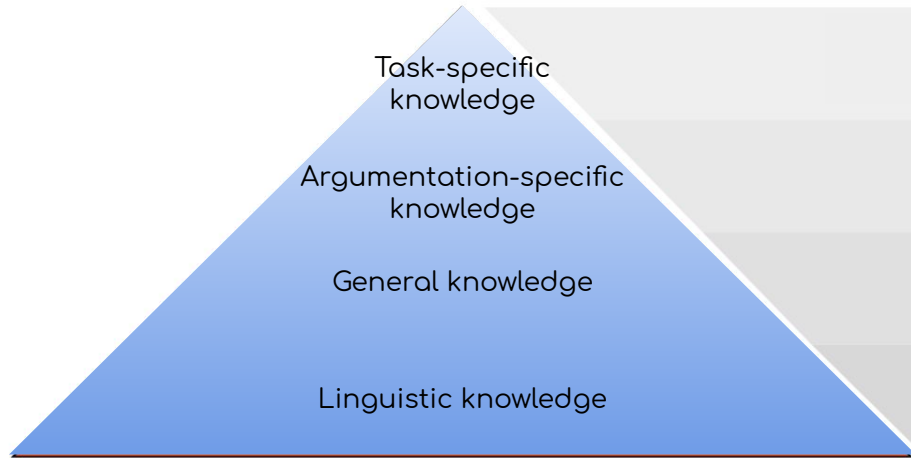 Task-specific
knowledge
Argumentation-specific
knowledge
General knowledge
Linguistic knowledge